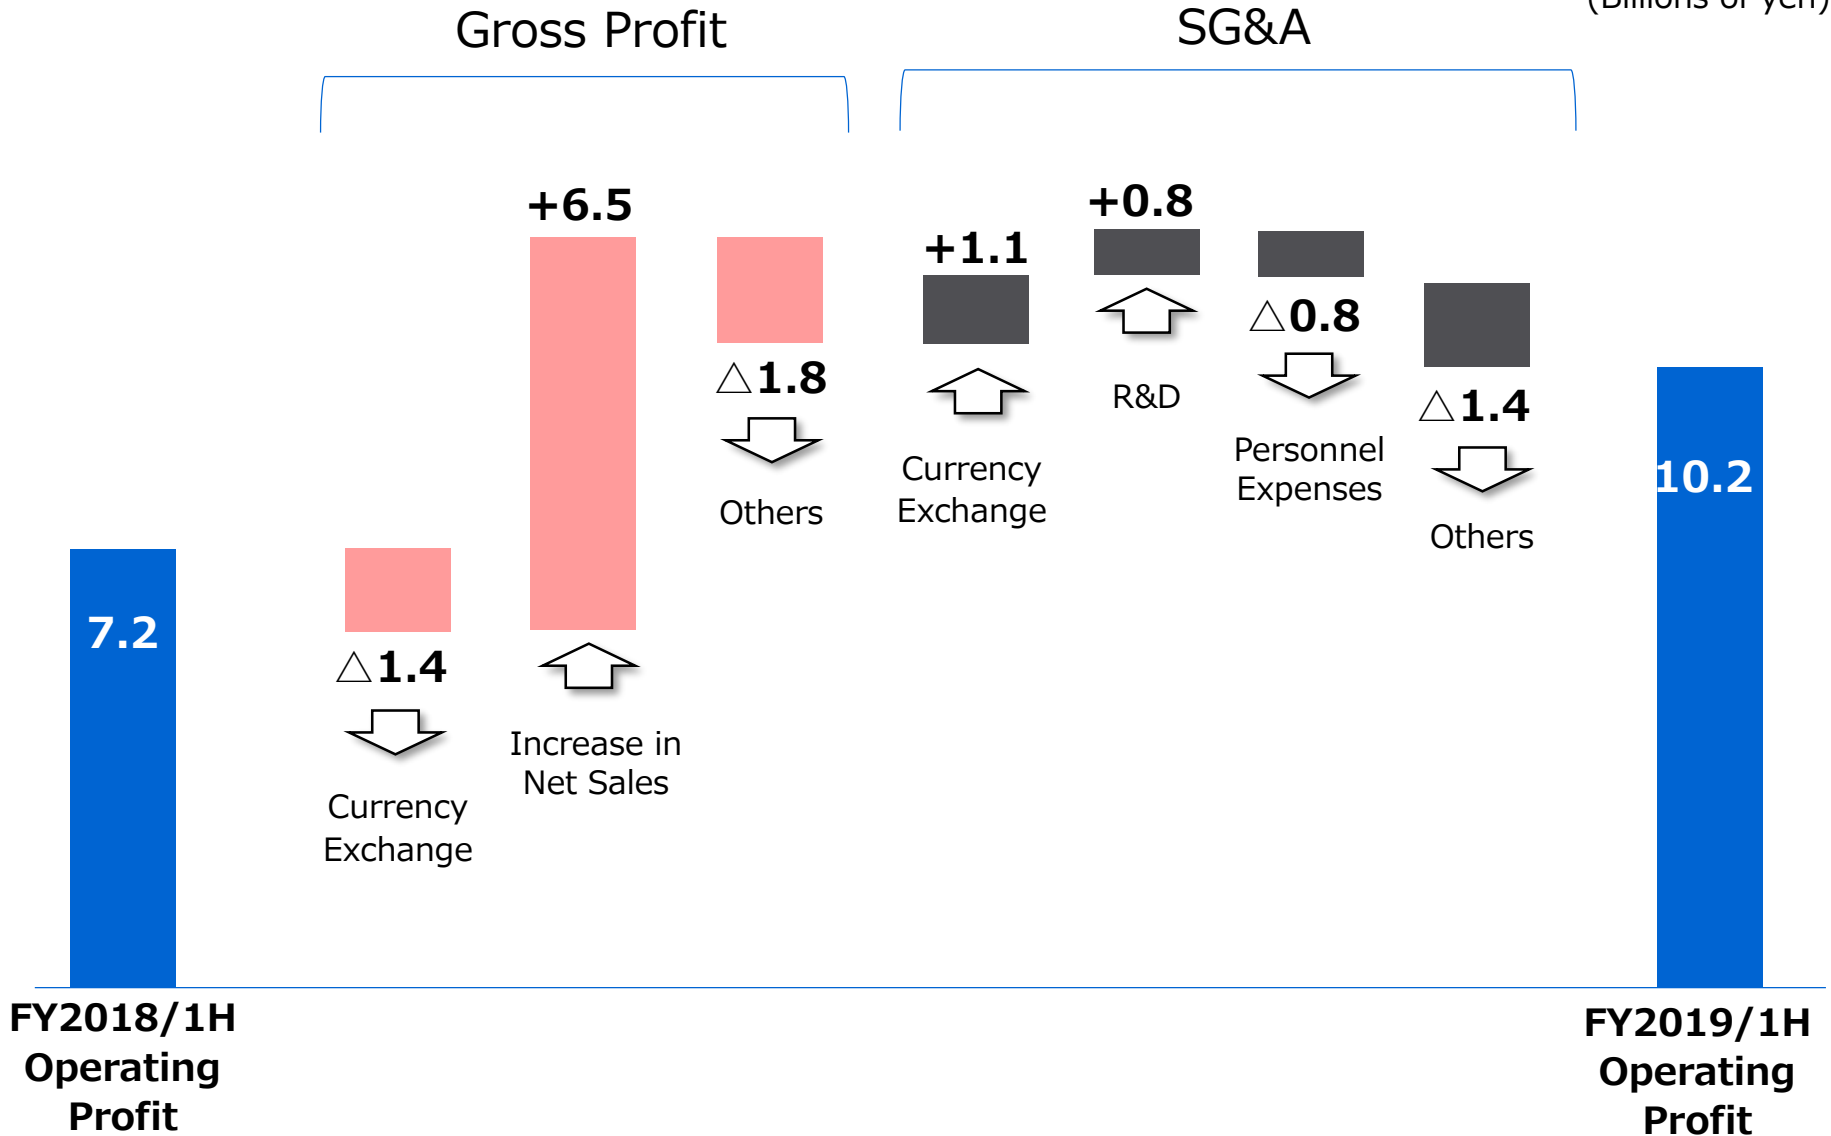 (Billions of yen)
Gross Profit
SG&A
+6.5
+0.8
+1.1
△0.8
△1.8
△1.4
R&D
Personnel
Expenses
Currency
Exchange
10.2
Others
Others
7.2
△1.4
Increase in
Net Sales
Currency
Exchange
FY2018/1H
Operating
Profit
FY2019/1H
Operating
Profit